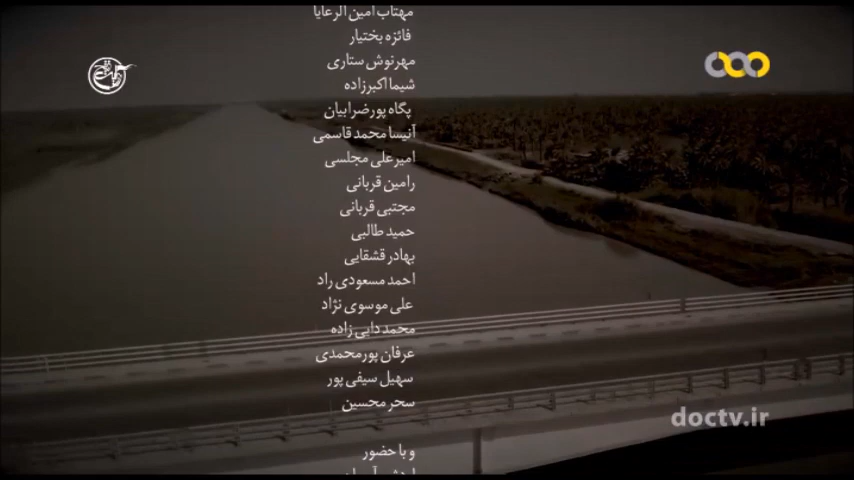 مهتاب امین الرعایا
فائزه بختیار
مهرنوش ستاری
شیما اکبرزاده
پگاه پورضرابیان
آنیسا محمد قاسمی
امیرعلی مجلسی
رامین قربانی
مجتبی قربانی
حمید طالبی
بهادر قشقایی
احمد مسعودی راد
علی موسوی نژاد
محمد دایی زاده
عرفان پورمحمدی
سهیل سیفی پور
سحر محسین
و با حضور
doctv.ir